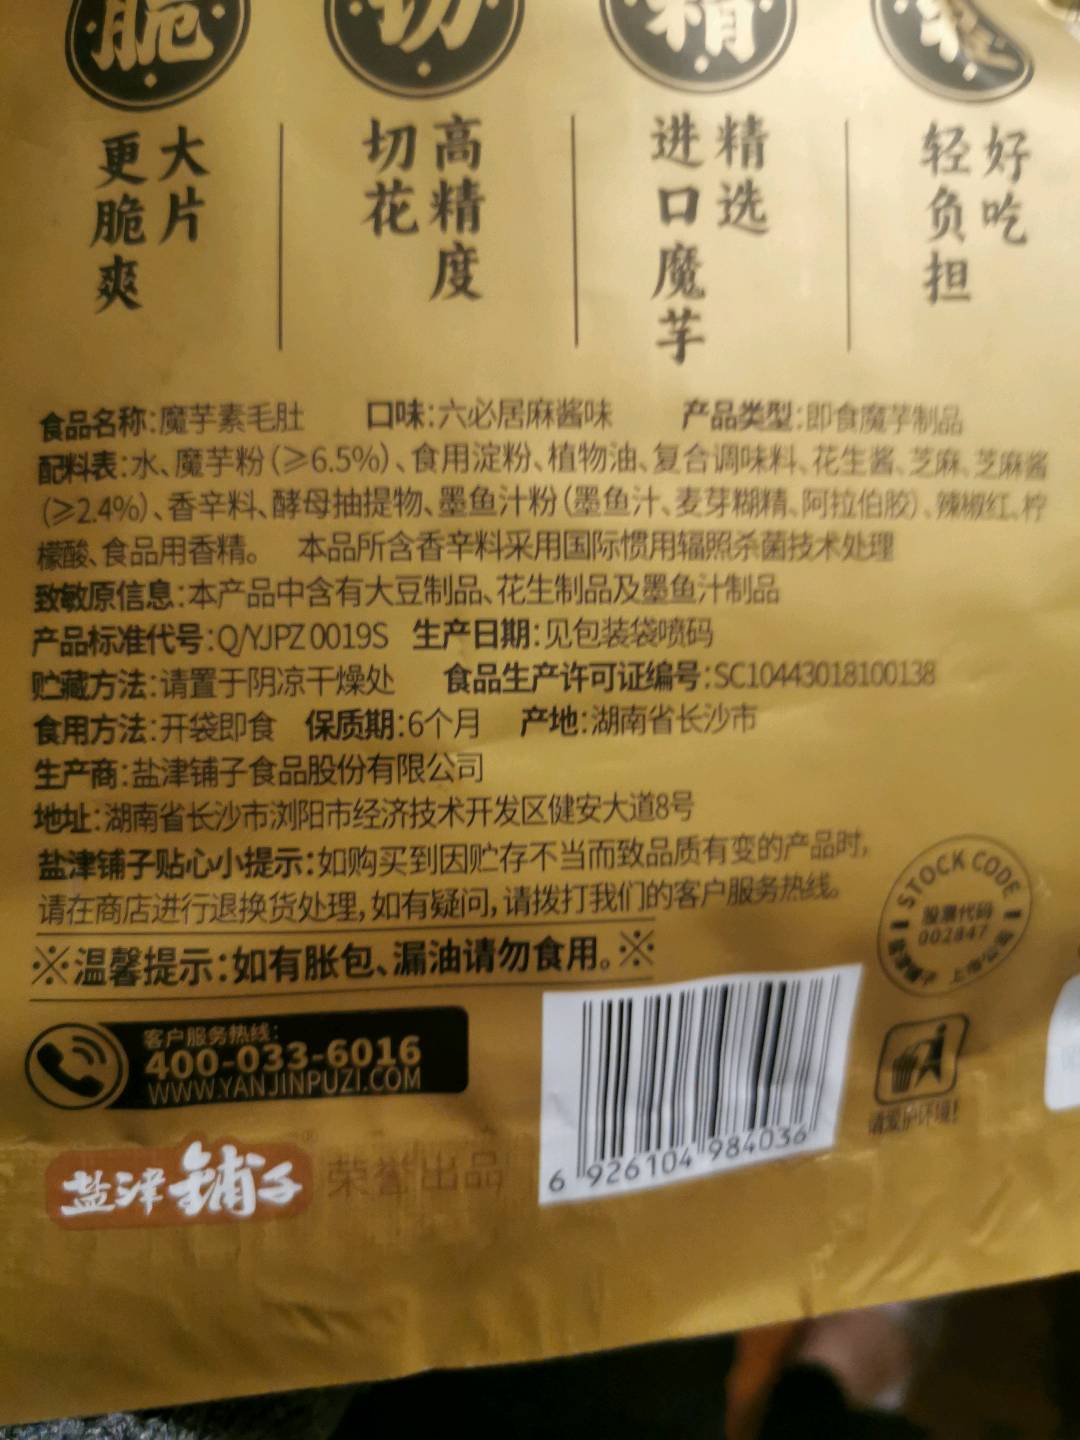 脆
切
精
大片
更脆爽
高精度
切花
精选
进口魔芋
好吃
轻负担
食品名称:魔芋素毛肚 口味:六必居麻酱味 产品类型:即食魔芋制品
配料表:水、魔芋粉(≥6.5%)、食用淀粉、植物油、复合调味料、花生酱、芝麻、芝麻酱
(≥2.4%)、香辛料、酵母抽提物、墨鱼汁粉(墨鱼汁、麦芽糊精、阿拉伯胶)、辣椒红、柠
檬酸、食品用香精。 本品所含香辛料采用国际惯用辐照杀菌技术处理
致敏原信息:本产品中含有大豆制品、花生制品及墨鱼汁制品
产品标准代号:Q/YJPZ 0019S 生产日期:见包装袋喷码
贮藏方法:请置于阴凉干燥处 食品生产许可证编号:SC10443018100138
食用方法:开袋即食 保质期:6个月 产地:湖南省长沙市
生产商:盐津铺子食品股份有限公司
地址:湖南省长沙市浏阳市经济技术开发区健安大道8号
盐津铺子贴心小提示:如购买到因贮存不当而致品质有变的产品时,
请在商店进行退换货处理,如有疑问,请拨打我们的客户服务热线。
※温馨提示:如有胀包、漏油请勿食用。※
STOCK CODE
股票代码
002847
客户服务热线:
400-033-6016
WWW.YANJINPUZI.COM
6 926104 984036
请爱护环境!
盐津铺子 荣誉出品